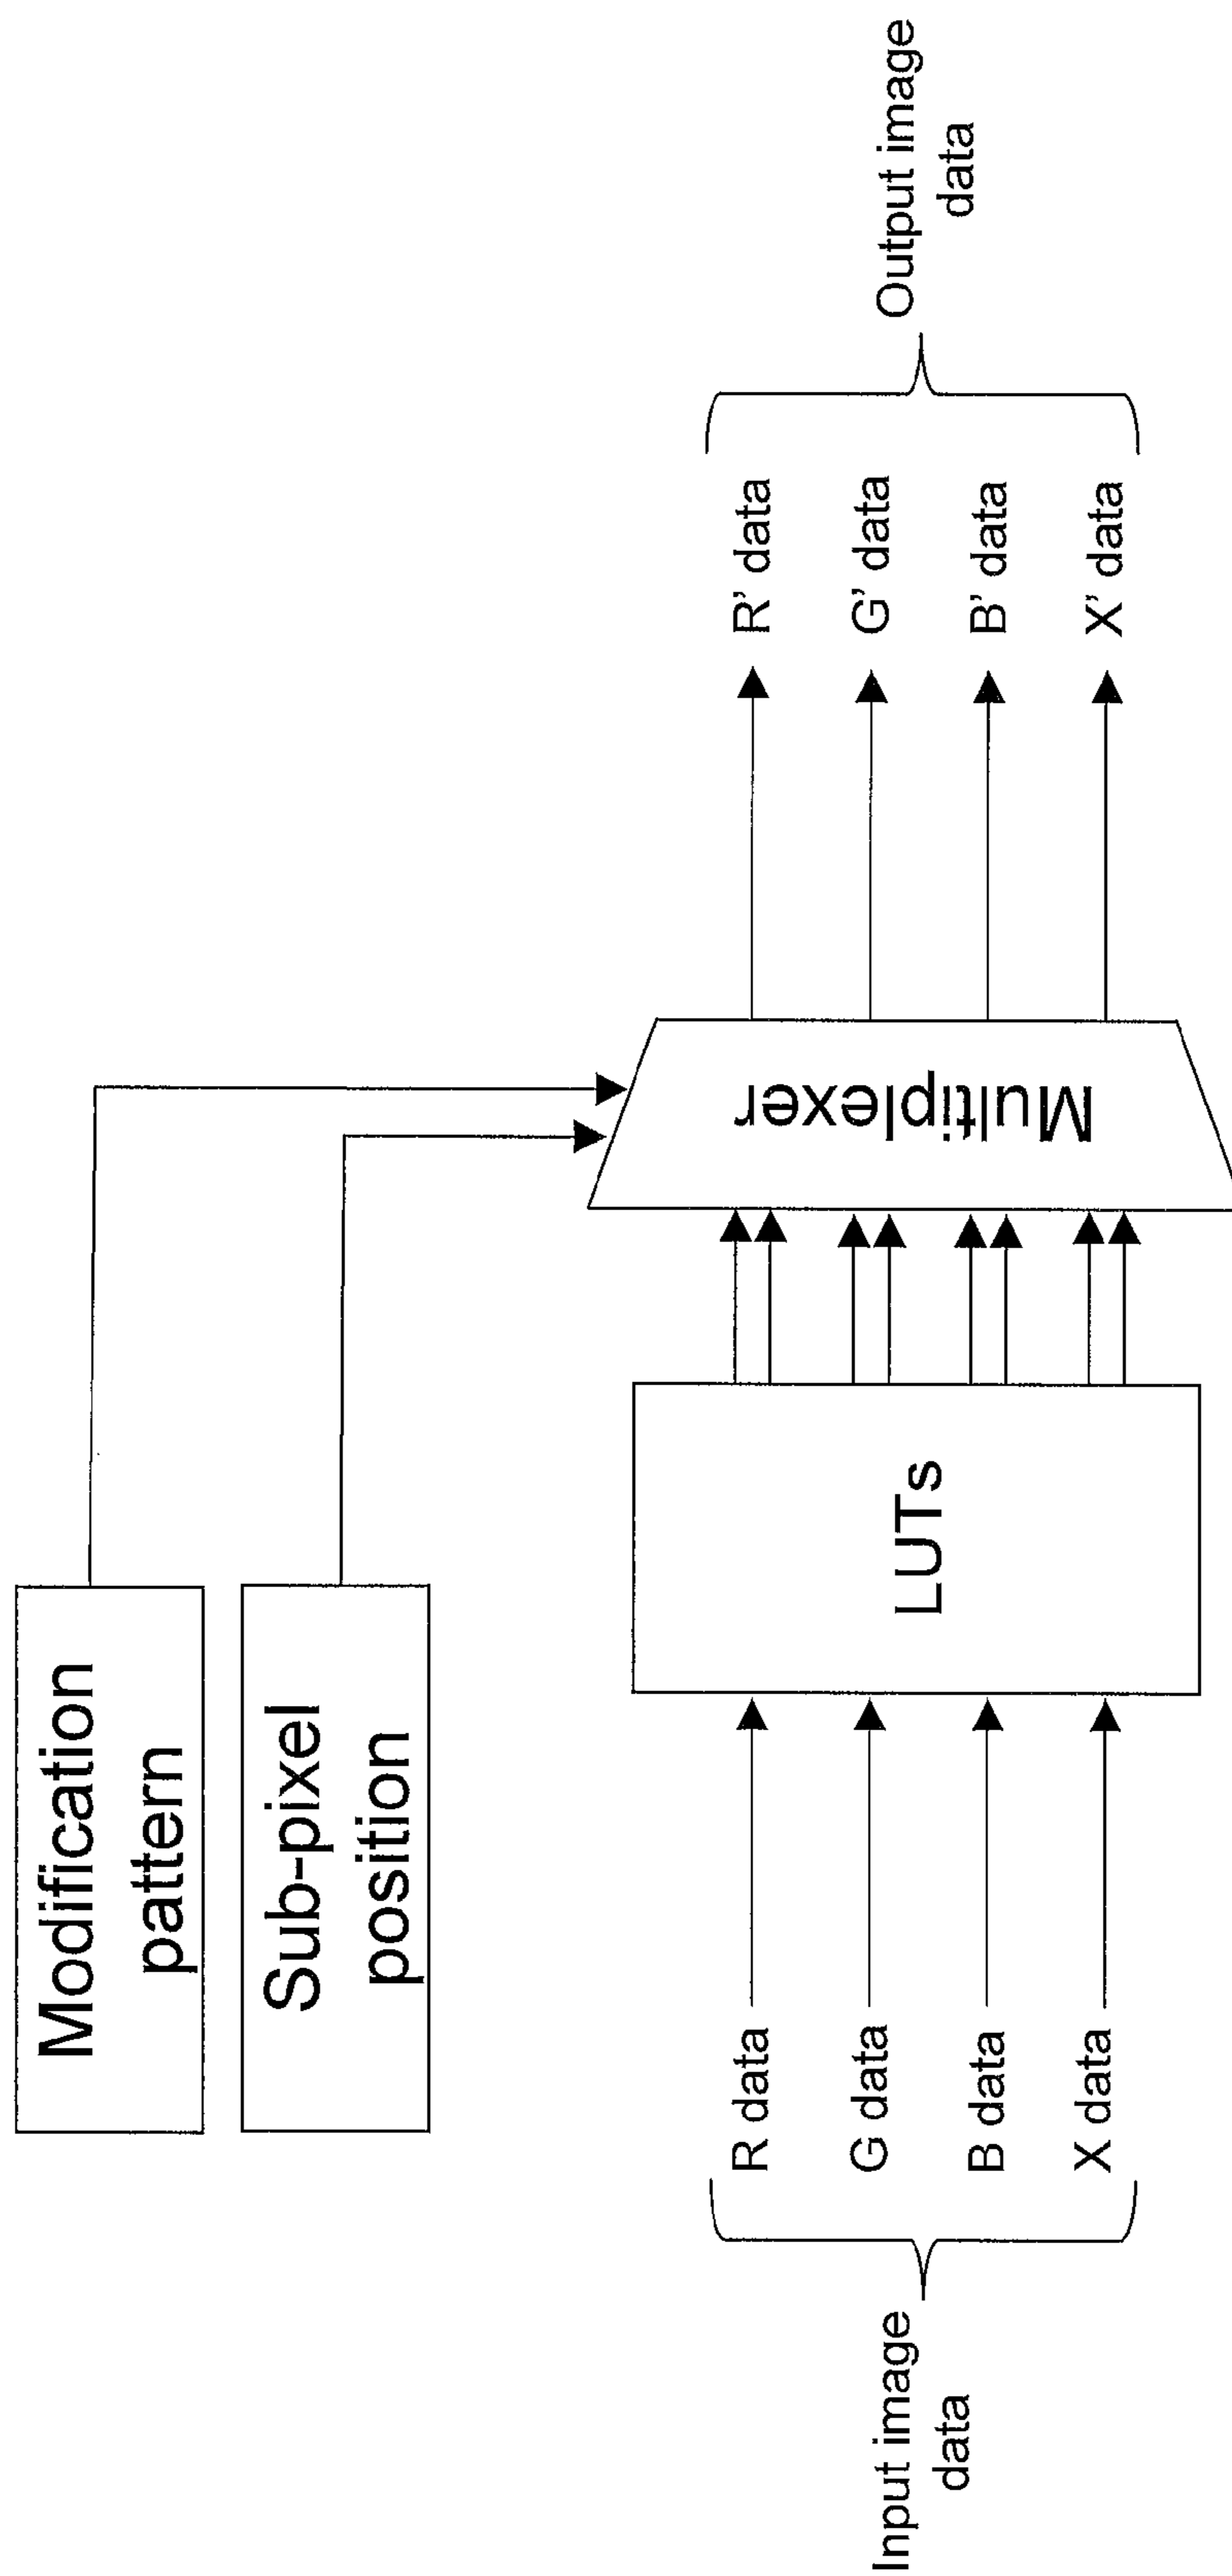 Modification
pattern
Sub-pixel
position
Input image
data
R data
G data
B data
X data
LUTs
Multiplexer
R' data
G' data
B' data
X' data
Output image
data